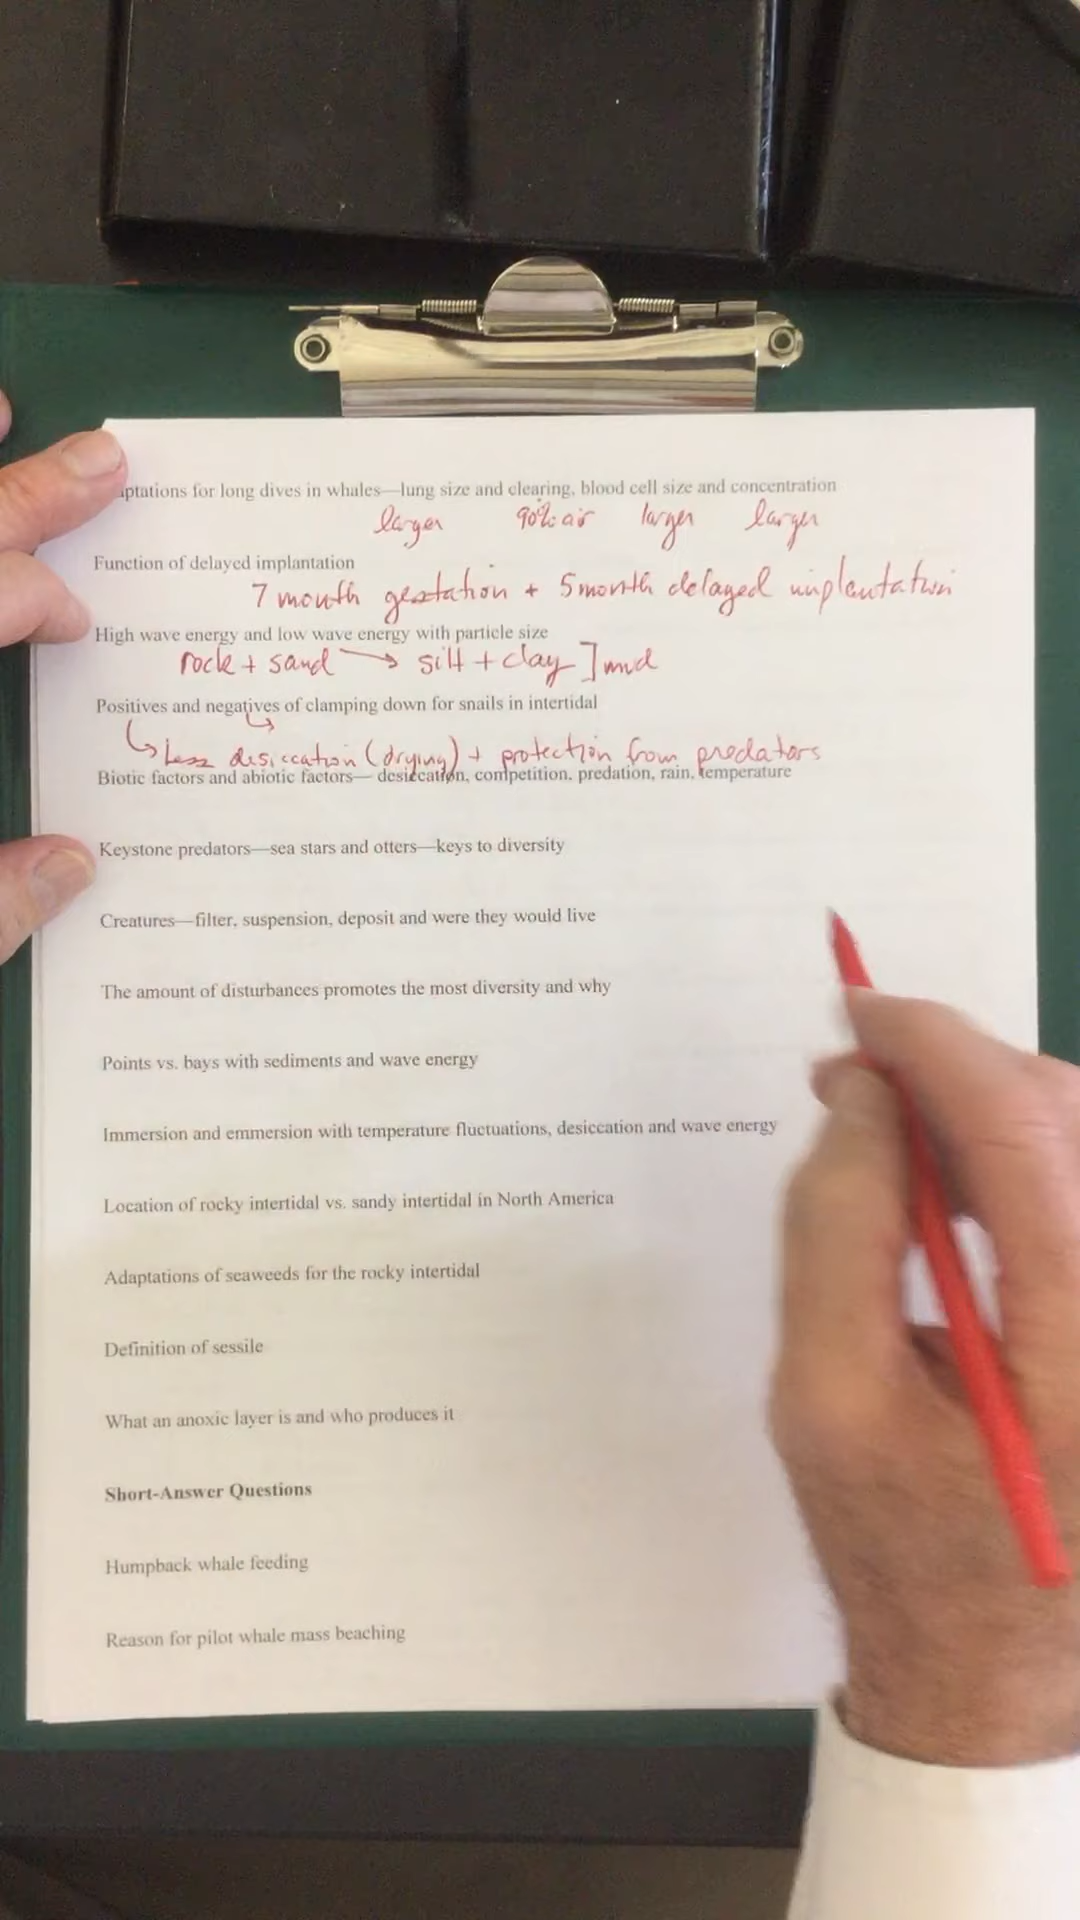 aptations for long dives in whales—lung size and clearing, blood cell size and concentration
larger 90% air larger larger
Function of delayed implantation
7 month gestation + 5 month delayed implantation
High wave energy and low wave energy with particle size
rock + sand → silt + clay ] mud
Positives and negatives of clamping down for snails in intertidal
Less desiccation (drying) + protection from predators
Biotic factors and abiotic factors— desiccation, competition, predation, rain, temperature
Keystone predators—sea stars and otters—keys to diversity
Creatures—filter, suspension, deposit and were they would live
The amount of disturbances promotes the most diversity and why
Points vs. bays with sediments and wave energy
Immersion and emmersion with temperature fluctuations, desiccation and wave energy
Location of rocky intertidal vs. sandy intertidal in North America
Adaptations of seaweeds for the rocky intertidal
Definition of sessile
What an anoxic layer is and who produces it
Short-Answer Questions
Humpback whale feeding
Reason for pilot whale mass beaching